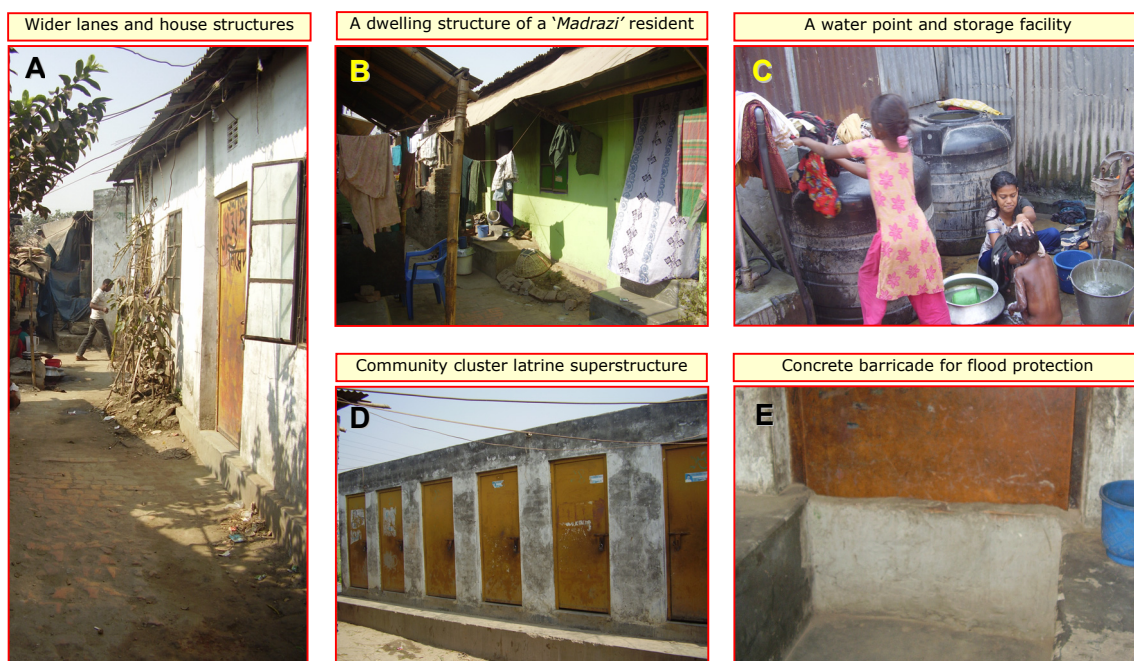 Wider lanes and house structures
A dwelling structure of a ‘Madrazi’ resident
A water point and storage facility
A
B
C
Community cluster latrine superstructure
Concrete barricade for flood protection
D
E